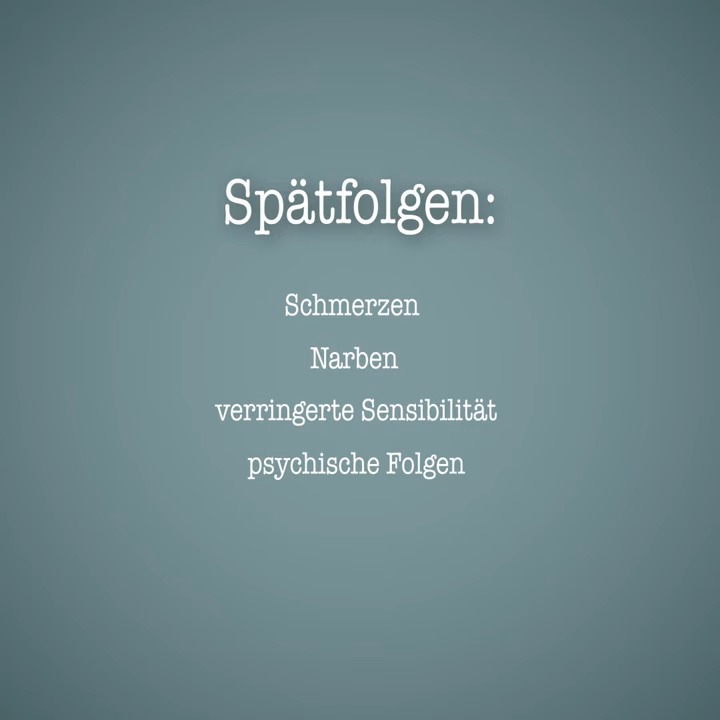 Spätfolgen:
Schmerzen
Narben
verringerte Sensibilität
psychische Folgen